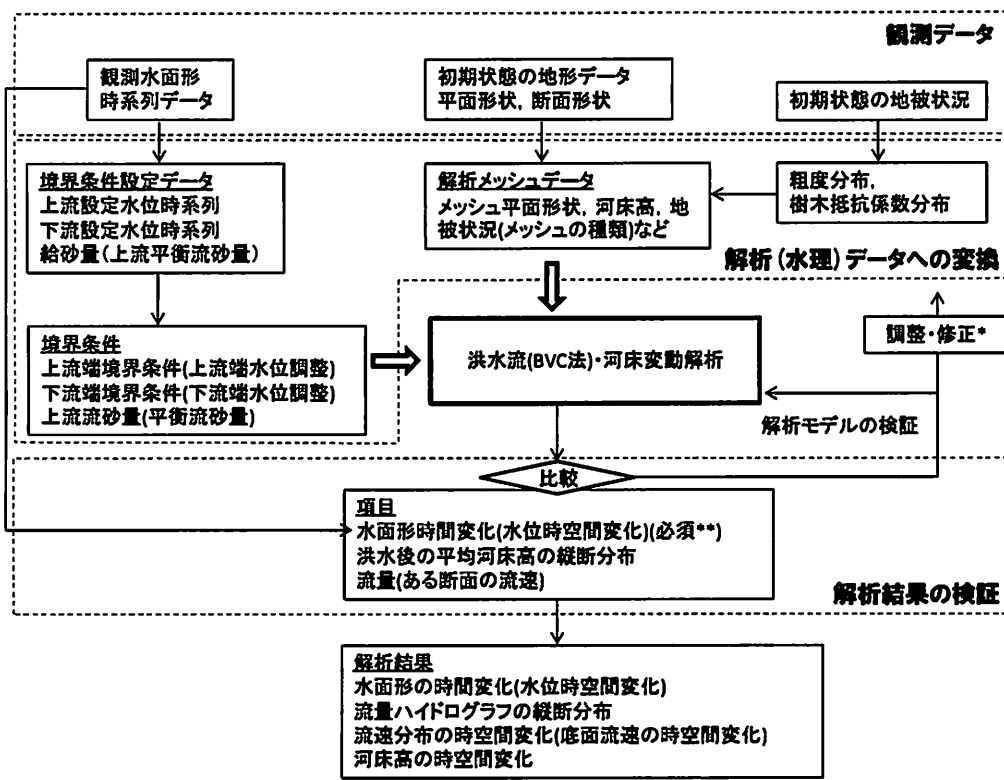 観測データ
観測水面形
時系列データ
初期状態の地形データ
平面形状, 断面形状
初期状態の地被状況
境界条件設定データ
上流設定水位時系列
下流設定水位時系列
給砂量(上流平衡流砂量)
解析メッシュデータ
メッシュ平面形状, 河床高, 地
被状況(メッシュの種類)など
粗度分布,
樹木抵抗係数分布
解析(水理)データへの変換
境界条件
上流端境界条件(上流端水位調整)
下流端境界条件(下流端水位調整)
上流流砂量(平衡流砂量)
洪水流(BVC法)・河床変動解析
調整・修正*
解析モデルの検証
比較
項目
水面形時間変化(水位時空間変化)(必須**)
洪水後の平均河床高の縦断分布
流量(ある断面の流速)
解析結果の検証
解析結果
水面形の時間変化(水位時空間変化)
流量ハイドログラフの縦断分布
流速分布の時空間変化(底面流速の時空間変化)
河床高の時空間変化